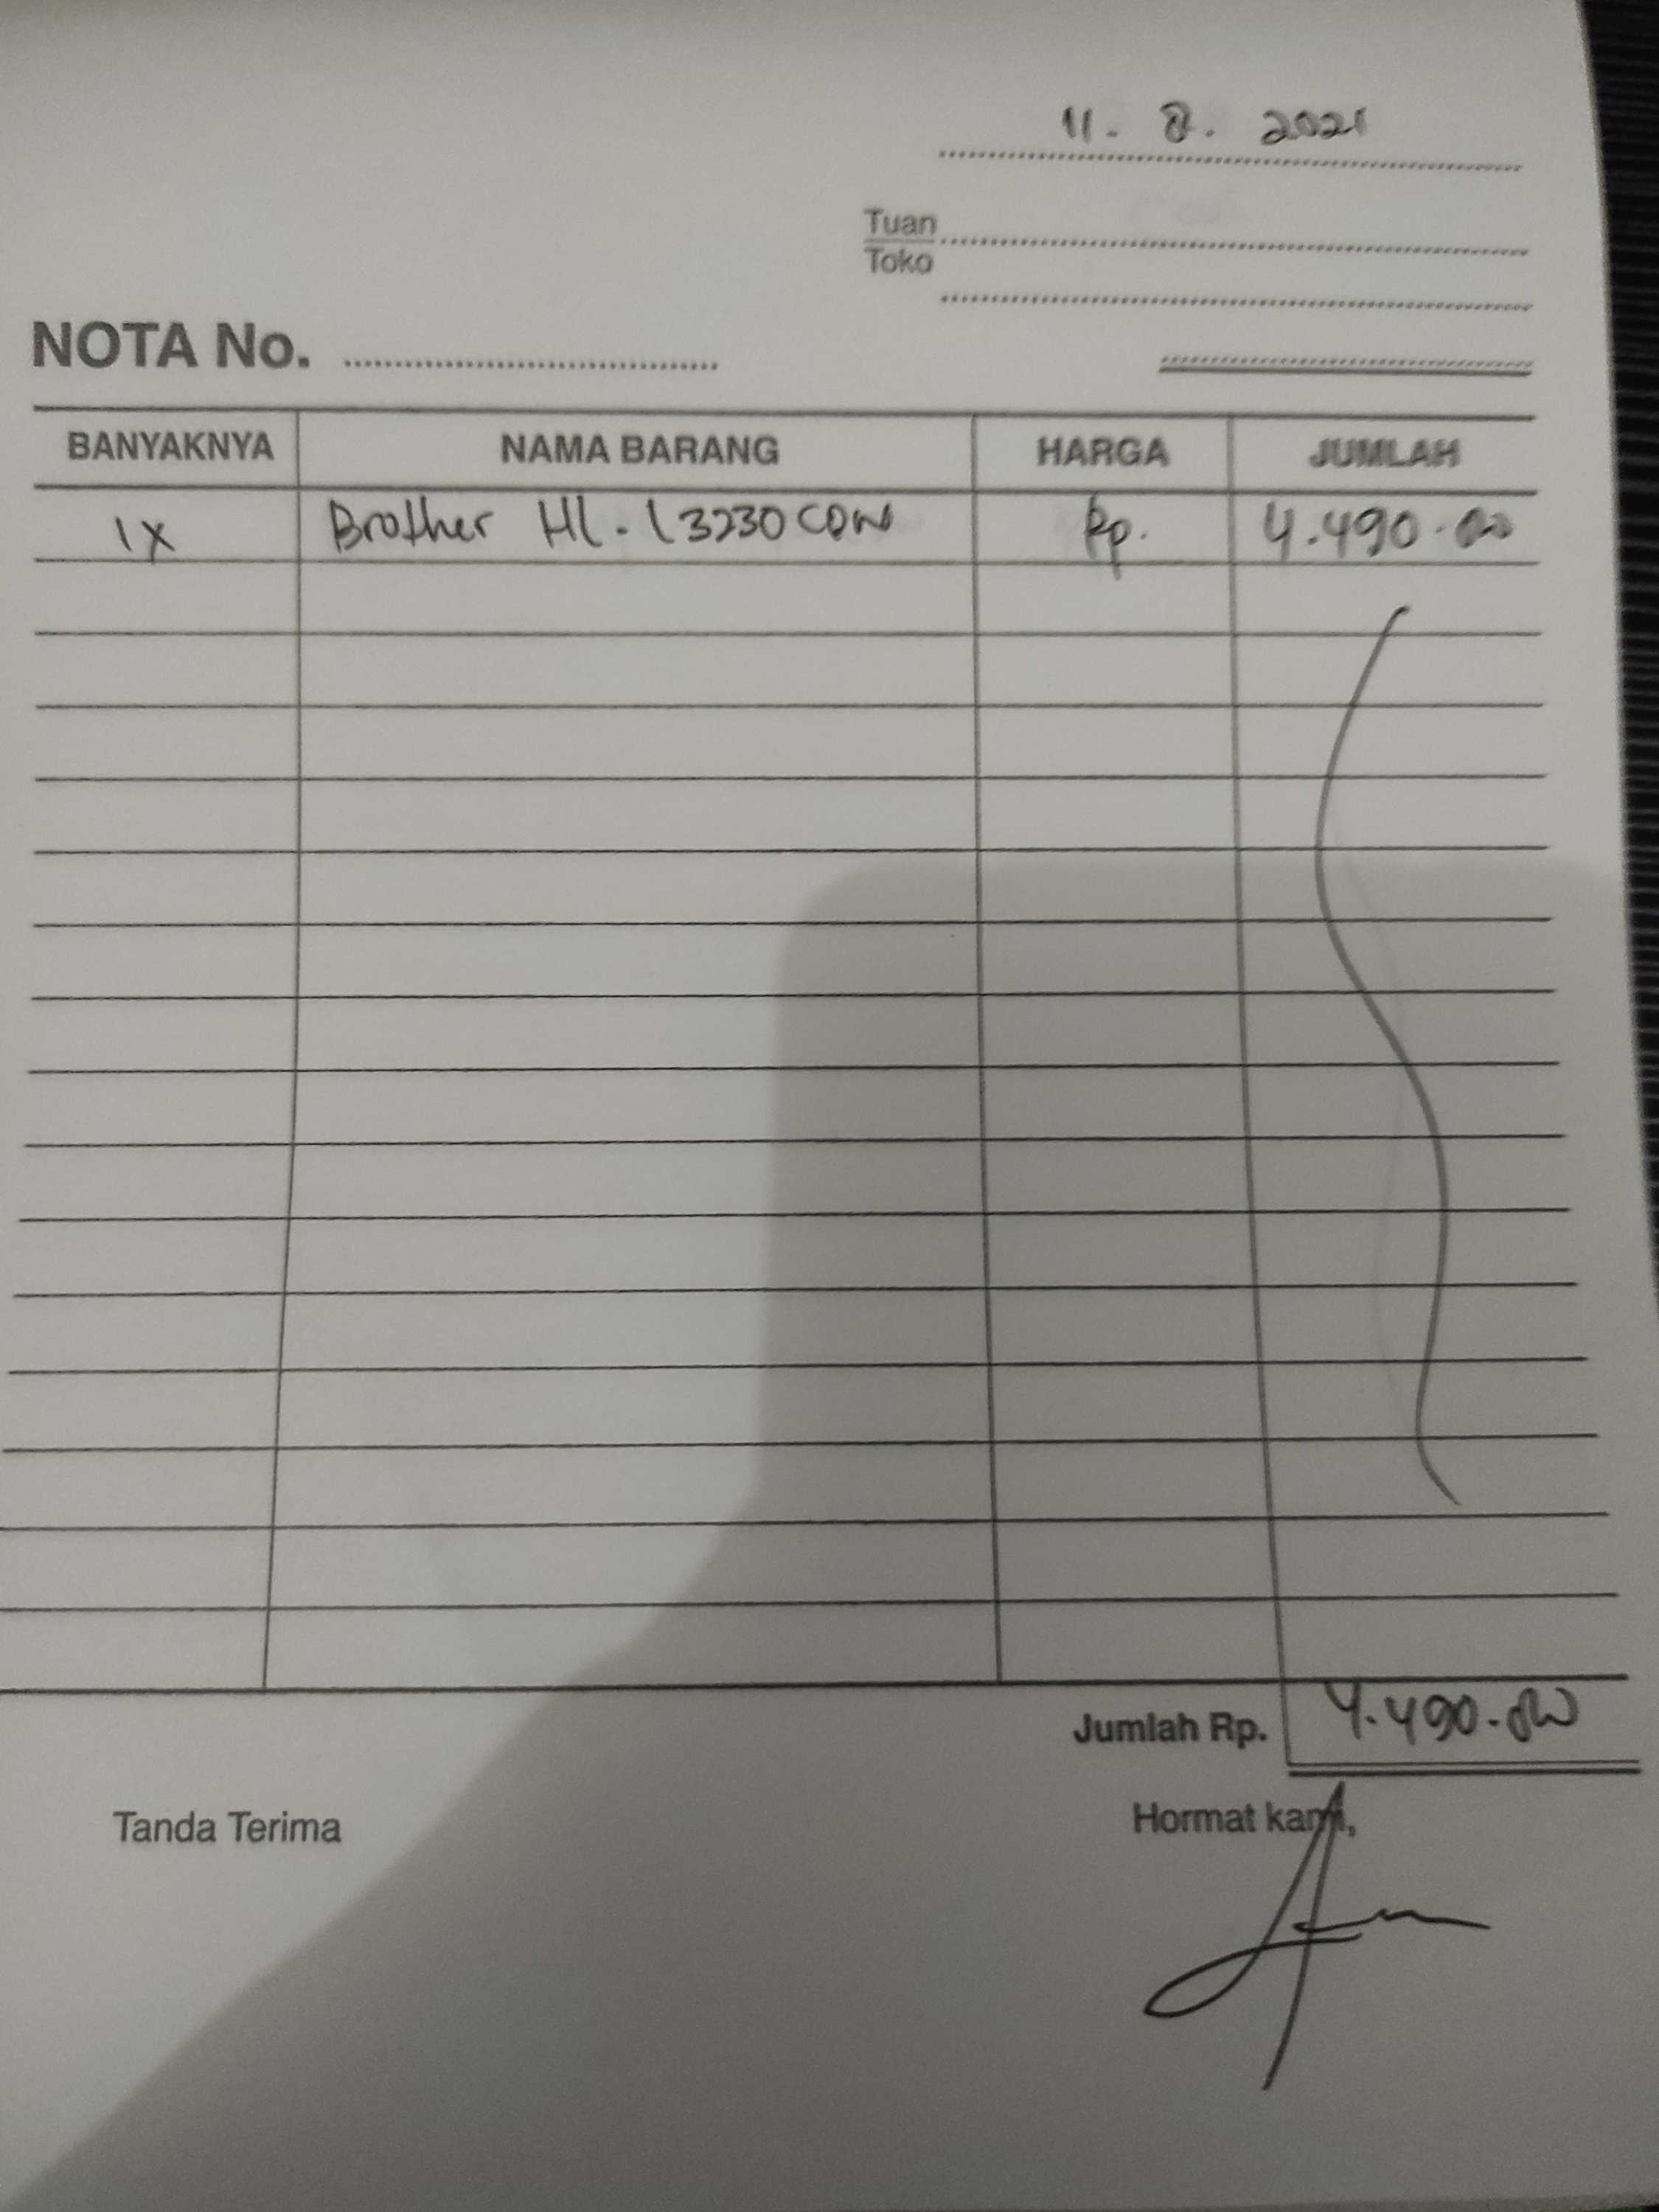 11. 8. 2021
Tuan
Toko
NOTA No.
BANYAKNYA NAMA BARANG HARGA JUMLAH
1X Brother HL-L3230CDW Rp. 4.490.000
Jumlah Rp. 4.490.000
Tanda Terima Hormat kami,